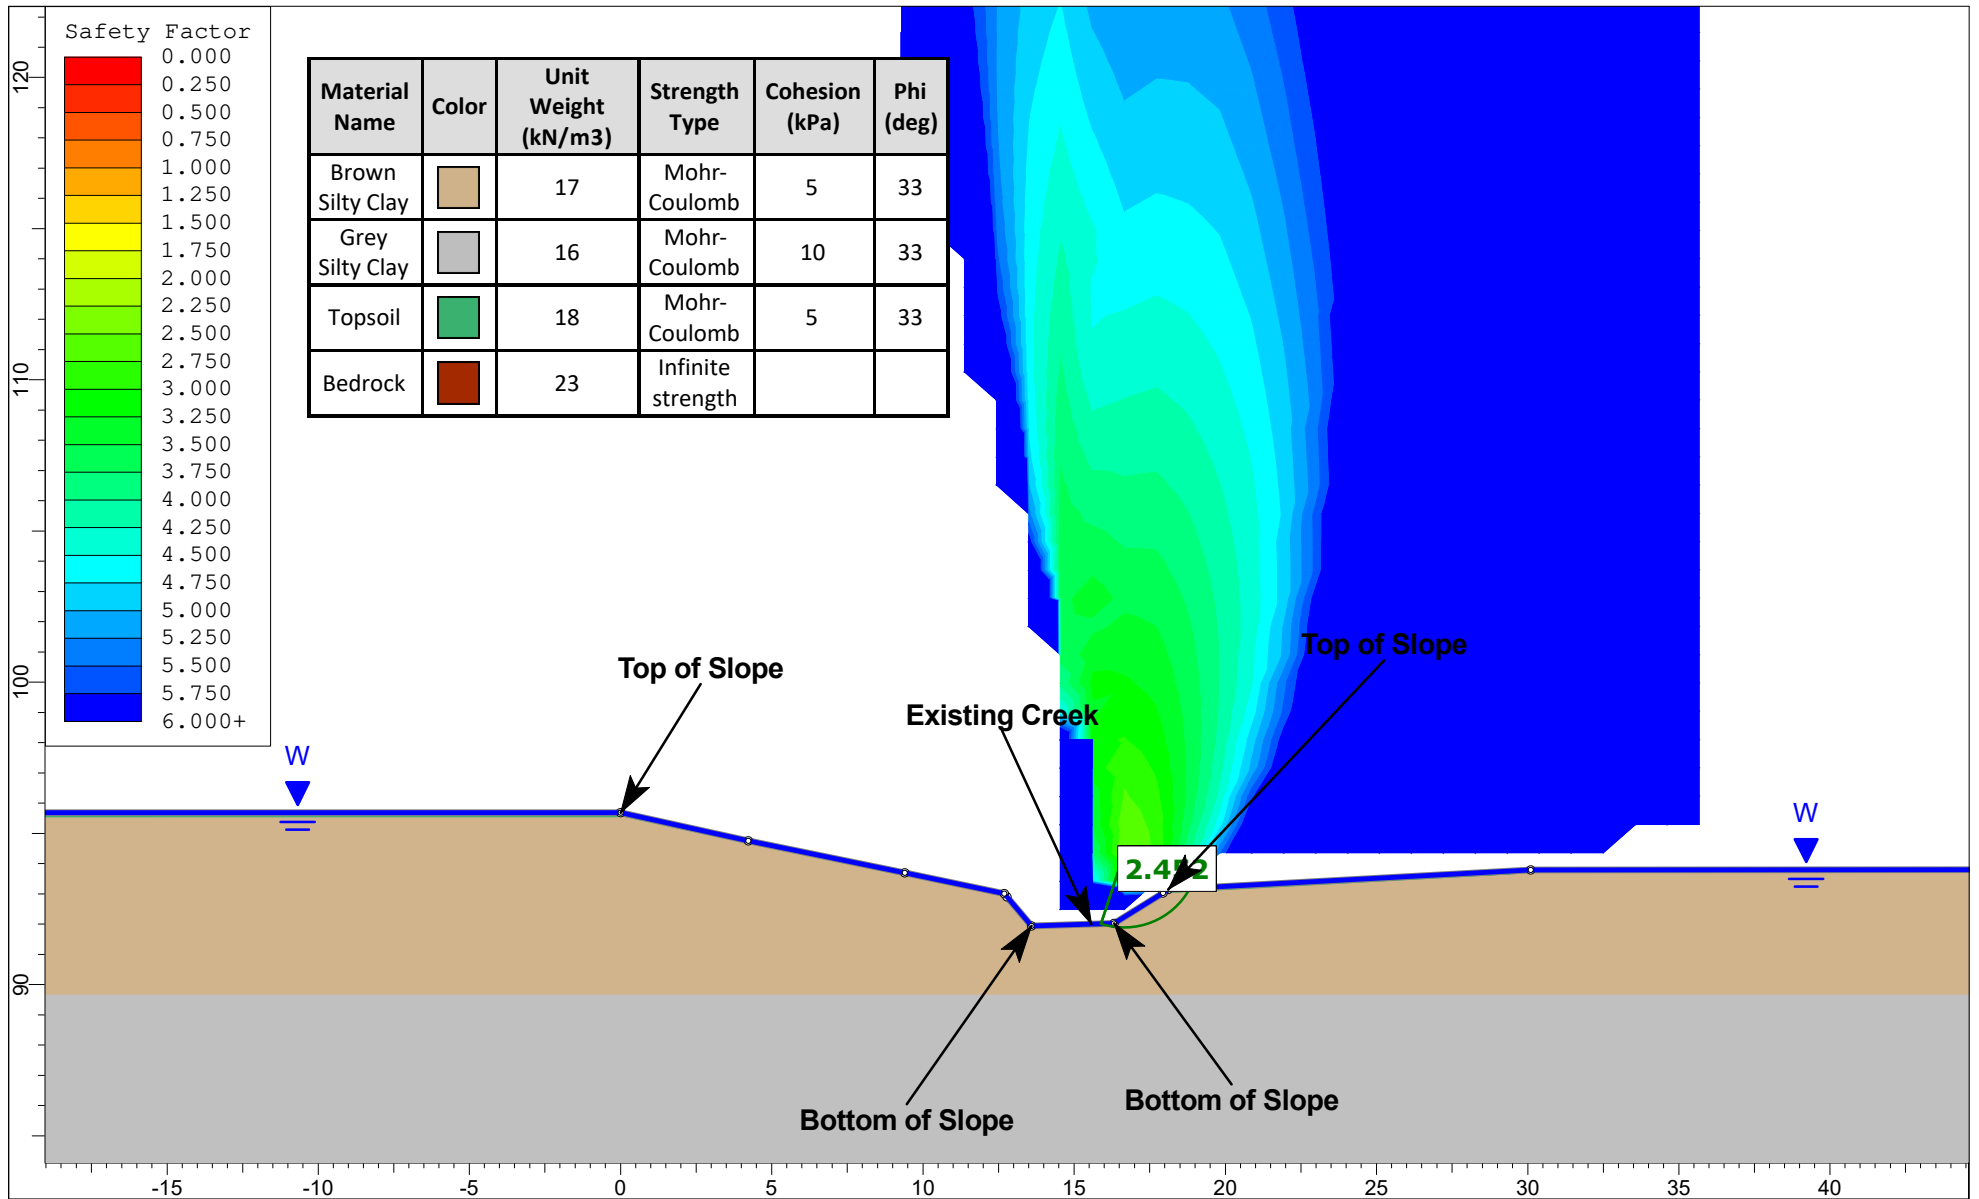 Safety Factor
0.000
0.250
0.500
0.750
1.000
1.250
1.500
1.750
2.000
2.250
2.500
2.750
3.000
3.250
3.500
3.750
4.000
4.250
4.500
4.750
5.000
5.250
5.500
5.750
6.000+
Material Name Color Unit Weight (kN/m3) Strength Type Cohesion (kPa) Phi (deg)
Brown Silty Clay 17 Mohr-Coulomb 5 33
Grey Silty Clay 16 Mohr-Coulomb 10 33
Topsoil 18 Mohr-Coulomb 5 33
Bedrock 23 Infinite strength
120
110
100
90
Top of Slope
Top of Slope
Existing Creek
W
W
2.452
Bottom of Slope
Bottom of Slope
-15 -10 -5 0 5 10 15 20 25 30 35 40